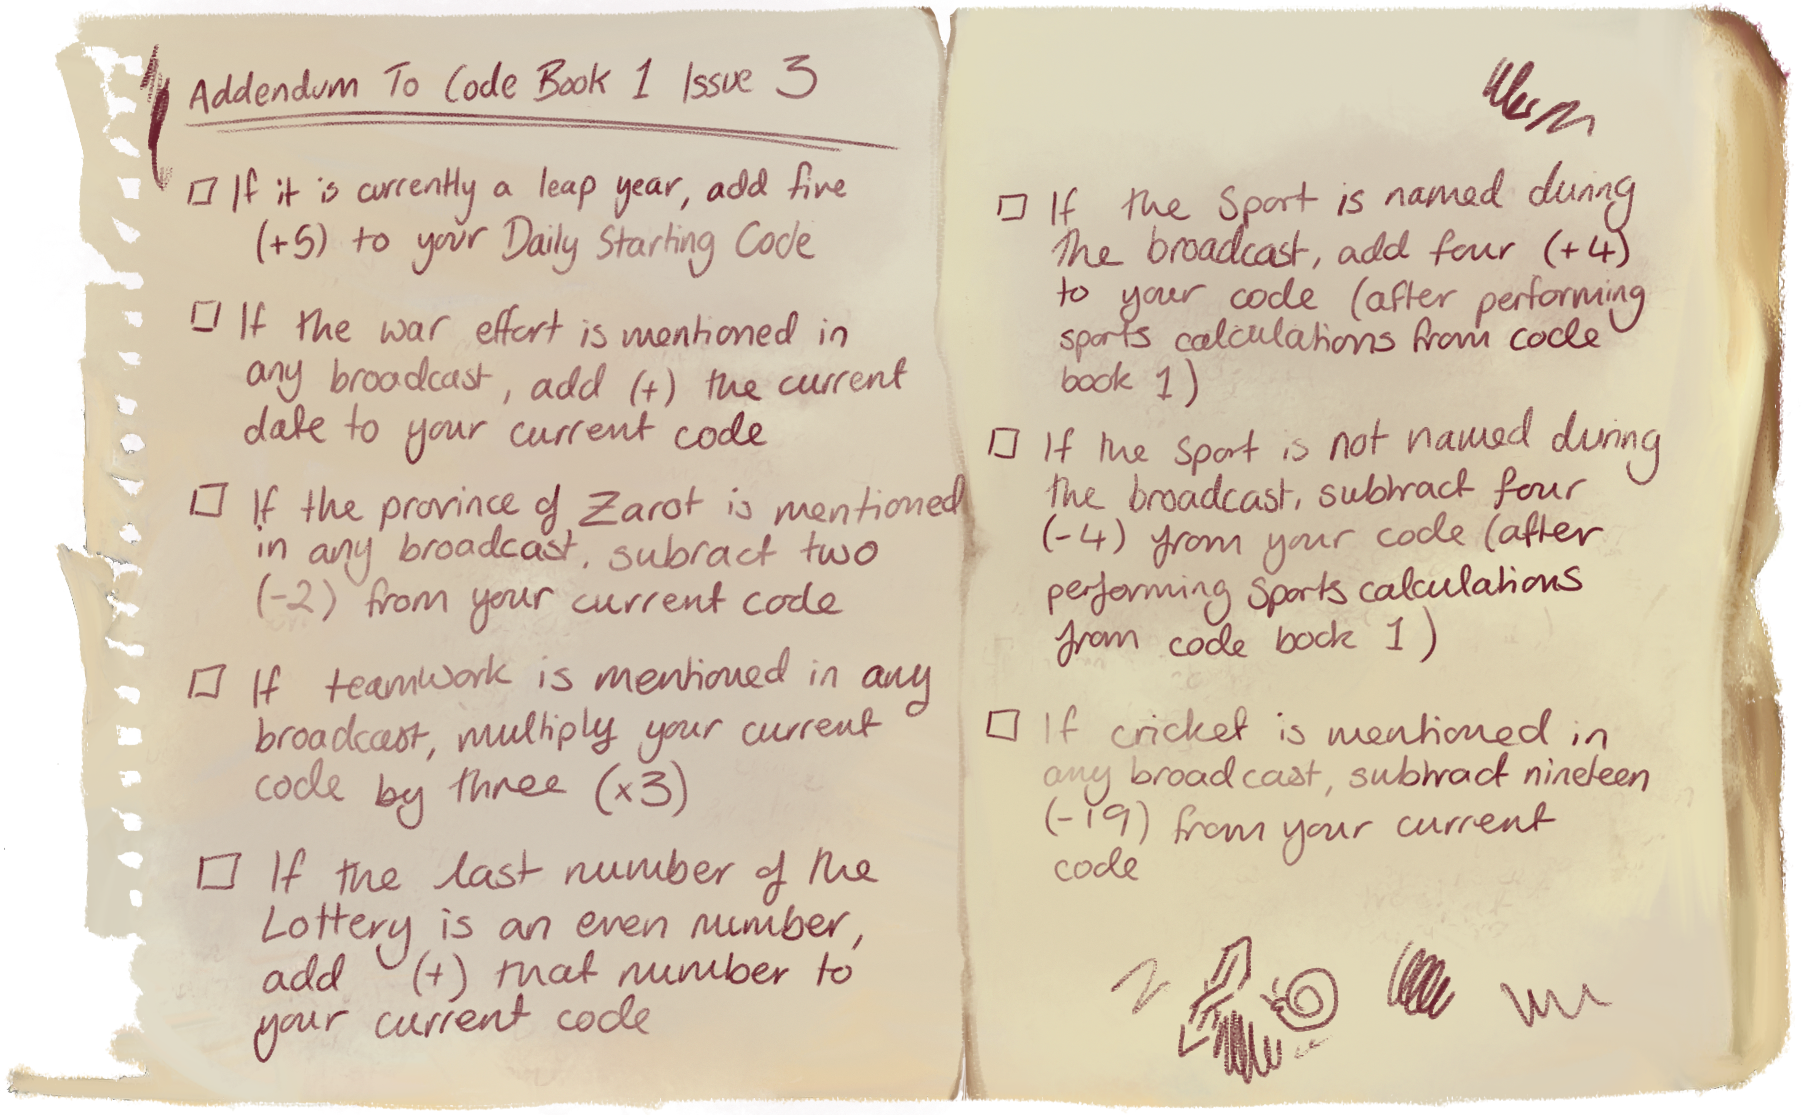 Addendum To Code Book 1 Issue 3
If it is currently a leap year, add five
(+5) to your Daily Starting Code
If the war effort is mentioned in
any broadcast, add (+) the current
date to your current code
If the province of Zarot is mentioned
in any broadcast, subract two
(-2) from your current code
If teamwork is mentioned in any
broadcast, multiply your current
code by three (x3)
If the last number of the
Lottery is an even number,
add (+) that number to
your current code
If the Sport is named during
the broadcast, add four (+4)
to your code (after performing
sports calculations from code
book 1)
If the sport is not named during
the broadcast, subtract four
(-4) from your code (after
performing sports calculations
from code book 1)
If cricket is mentioned in
any broadcast, subtract nineteen
(-19) from your current
code